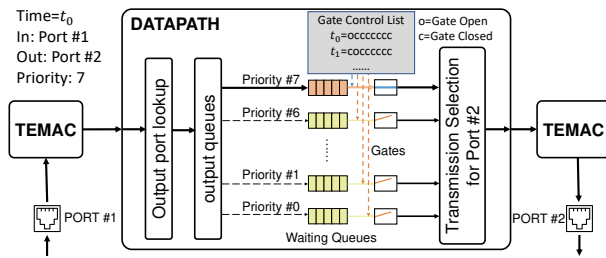 Time=t₀
In: Port #1
Out: Port #2
Priority: 7
DATAPATH
Gate Control List
t₀=occccccc
t₁=cocccccc
......
o=Gate Open
c=Gate Closed
TEMAC
PORT #1
Output port lookup
output queues
Priority #7
Priority #6
Priority #1
Priority #0
Gates
Waiting Queues
Transmission Selection
for Port #2
TEMAC
PORT #2